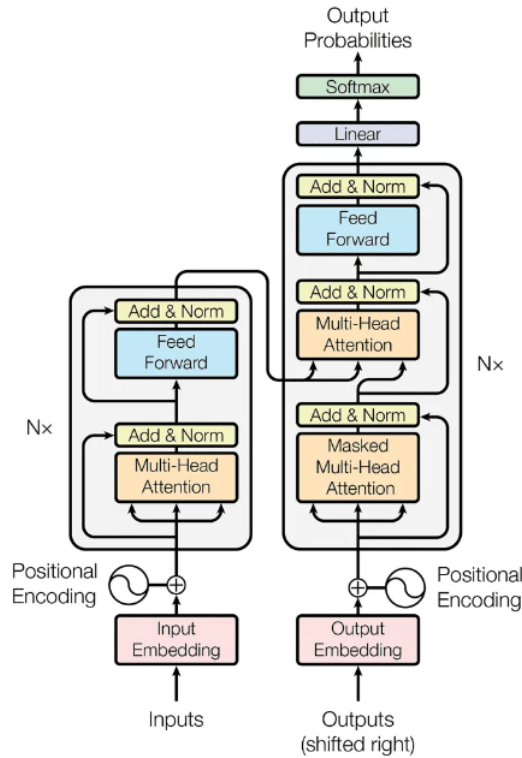 Output
Probabilities
Softmax
Linear
Add & Norm
Feed
Forward
Add & Norm
Multi-Head
Attention
Add & Norm
Masked
Multi-Head
Attention
N×
Add & Norm
Feed
Forward
Add & Norm
Multi-Head
Attention
N×
Positional
Encoding
Positional
Encoding
Input
Embedding
Output
Embedding
Inputs
Outputs
(shifted right)